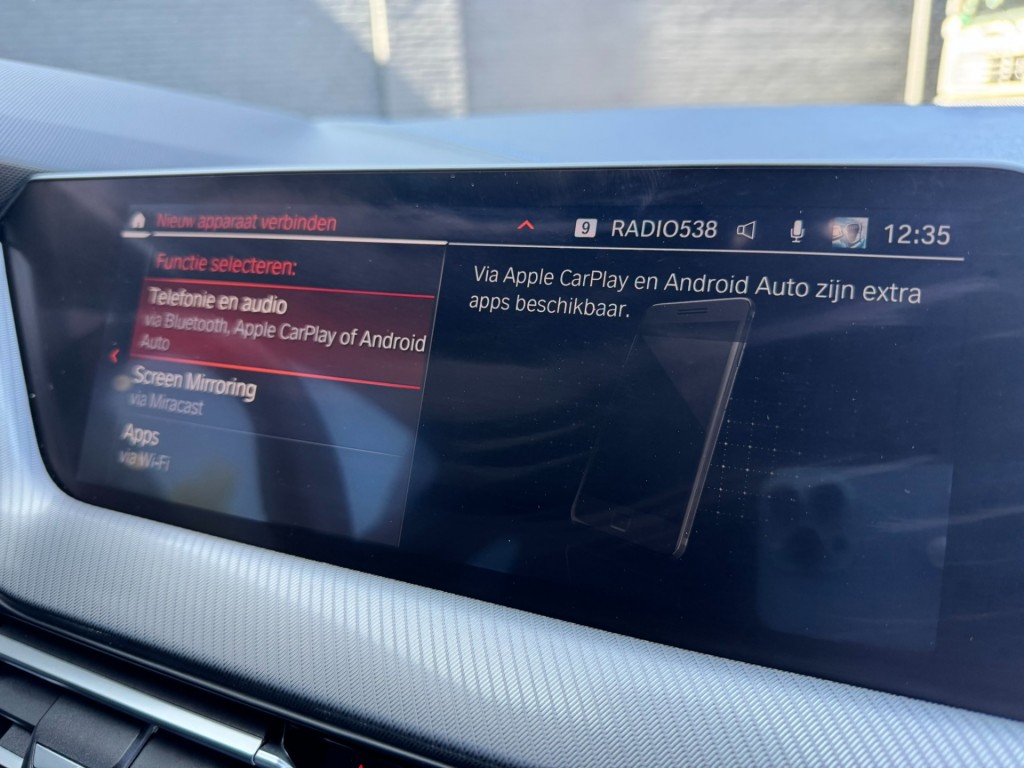 Nieuw apparaat verbinden
9 RADIO538 12:35
Functie selecteren:
Telefonie en audio
via Bluetooth, Apple CarPlay of Android
Auto
Screen Mirroring
via Miracast
Apps
via Wi-Fi
Via Apple CarPlay en Android Auto zijn extra
apps beschikbaar.